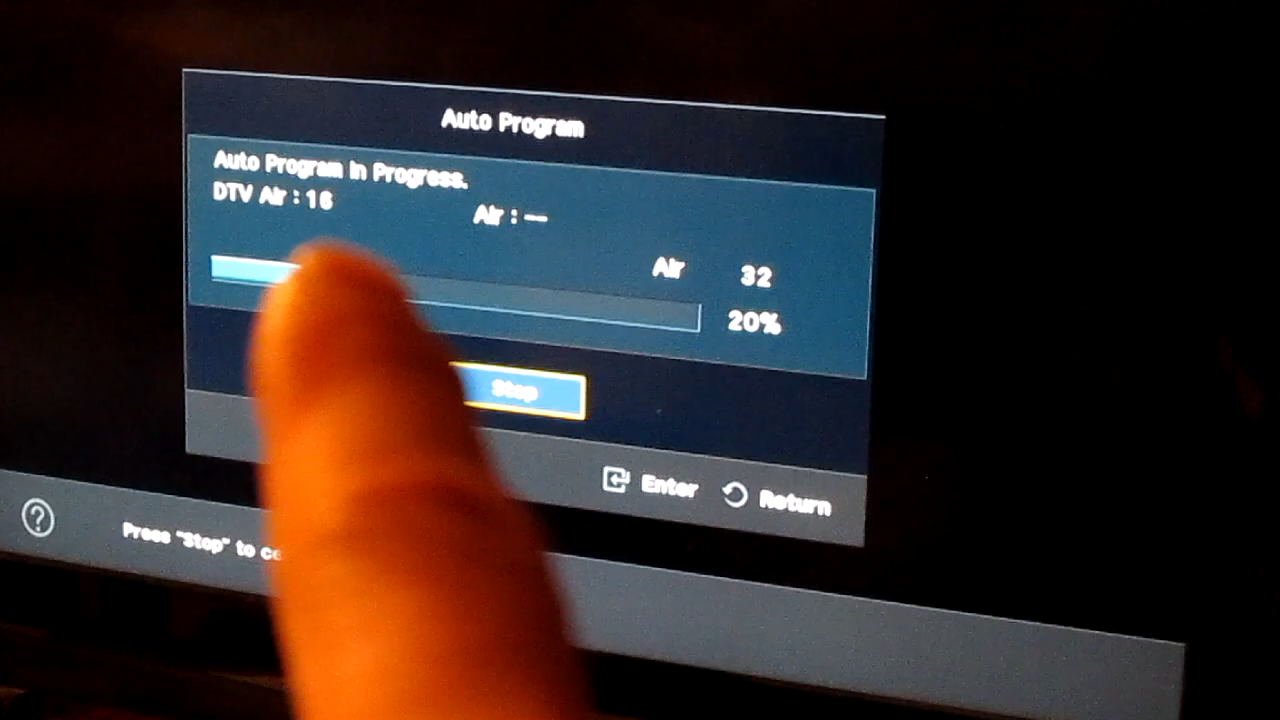 Auto Program
Auto Program in Progress.
DTV Air : 16
Air : --
Air 32
20%
Stop
Enter Return
Press "Stop" to